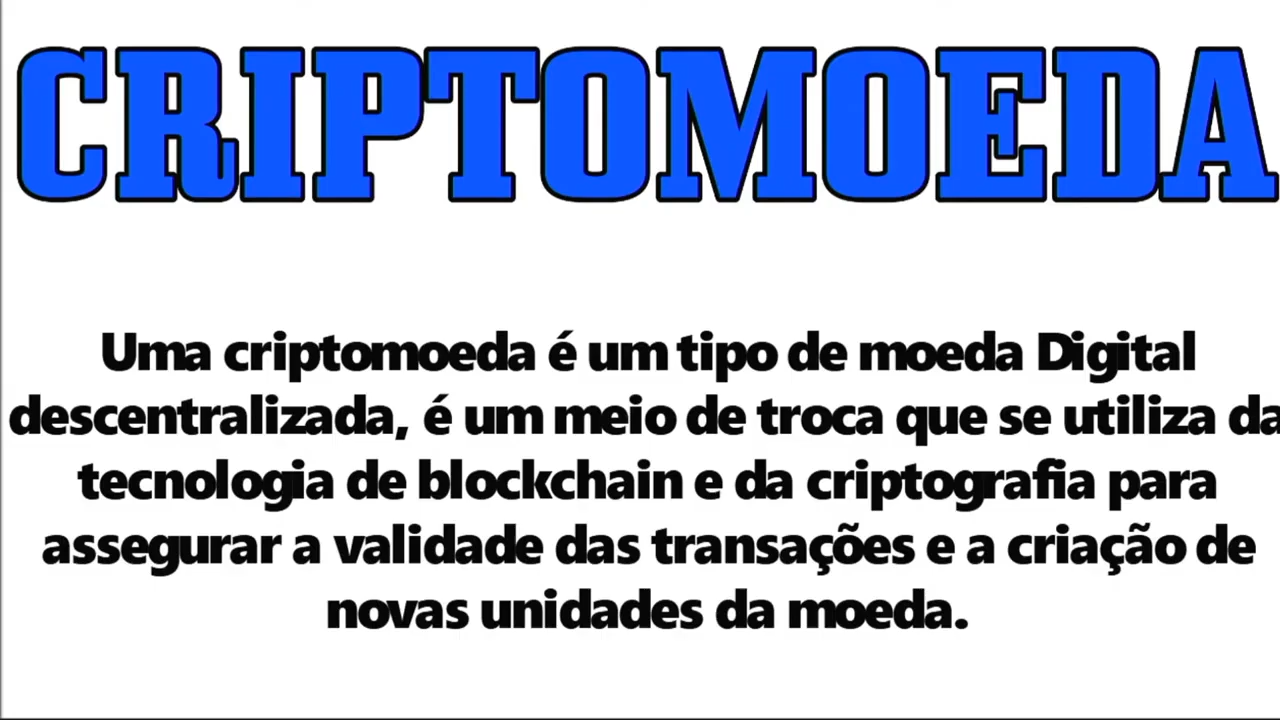 CRIPTOMOEDA
Uma criptomoeda é um tipo de moeda Digital
descentralizada, é um meio de troca que se utiliza da
tecnologia de blockchain e da criptografia para
assegurar a validade das transações e a criação de
novas unidades da moeda.